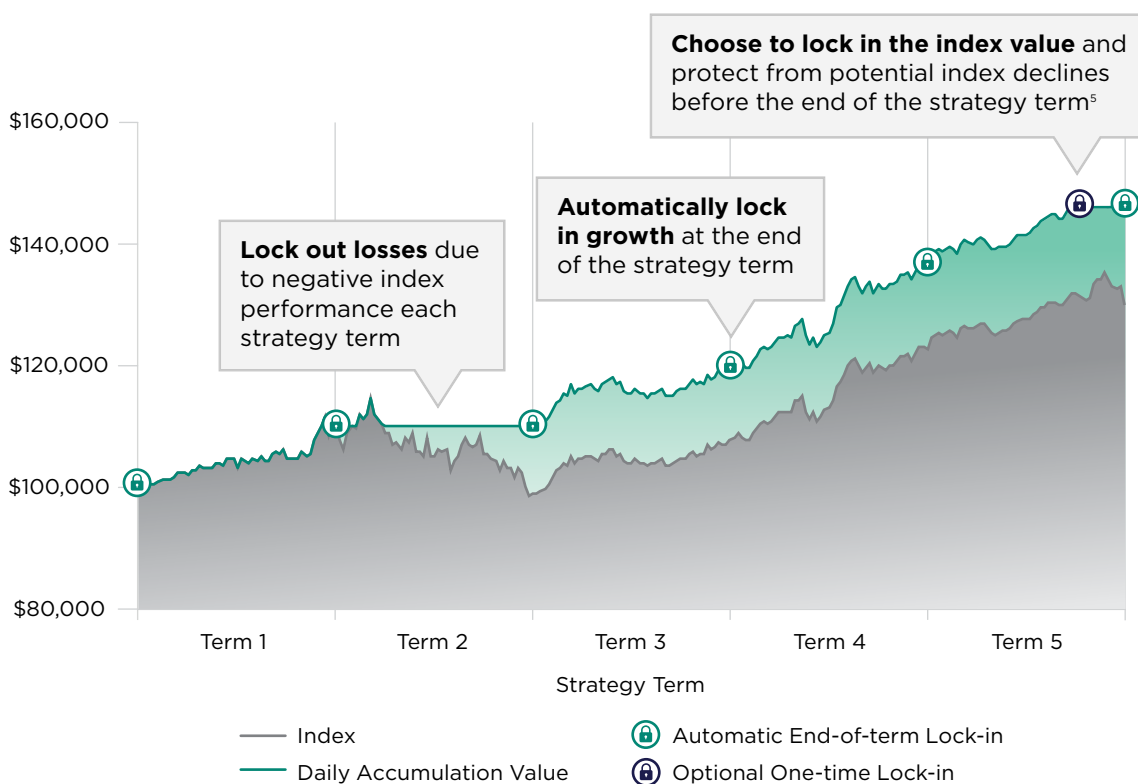 Choose to lock in the index value and
protect from potential index declines
before the end of the strategy term⁵
$160,000
$140,000
$120,000
$100,000
$80,000
Automatically lock
in growth at the end
of the strategy term
Lock out losses due
to negative index
performance each
strategy term
Term 1
Term 2
Term 3
Term 4
Term 5
Strategy Term
Index
Automatic End-of-term Lock-in
Daily Accumulation Value
Optional One-time Lock-in